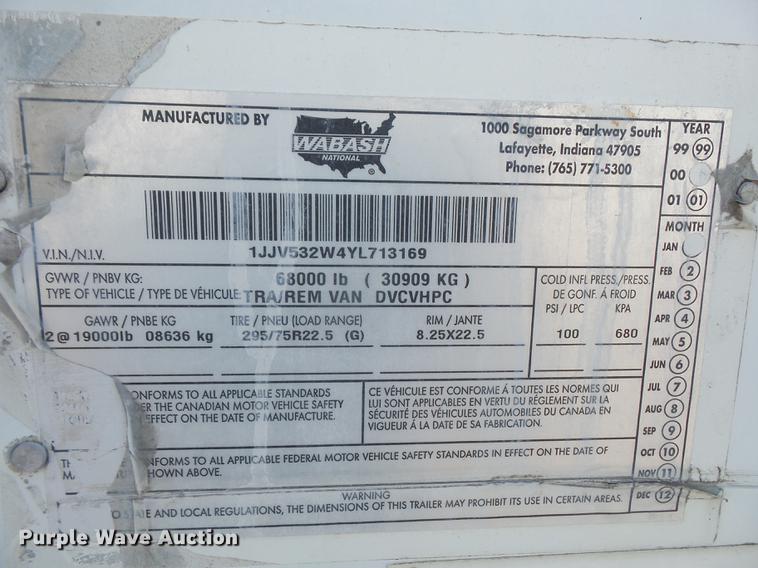 MANUFACTURED BY
WABASH
NATIONAL
1000 Sagamore Parkway South
Lafayette, Indiana 47905
Phone: (765) 771-5300
YEAR
99 99
00
01 01
MONTH
JAN
FEB 2
MAR 3
APR 4
MAY 5
JUN 6
JUL 7
AUG 8
SEP 9
OCT 10
NOV 11
DEC 12
V.I.N./N.I.V. 1JJV532W4YL713169
GVWR / PNBV KG: 68000 lb ( 30909 KG )
TYPE OF VEHICLE / TYPE DE VÉHICULE: TRA/REM VAN DVCVHPC
COLD INFL PRESS./PRESS.
DE GONF. À FROID
PSI / LPC KPA
100 680
GAWR / PNBE KG TIRE / PNEU (LOAD RANGE) RIM / JANTE
2@19000lb 08636 kg 295/75R22.5 (G) 8.25X22.5
ONFORMS TO ALL APPLICABLE STANDARDS
ER THE CANADIAN MOTOR VEHICLE SAFETY
EFFECT ON THE DATE OF MANUFACTURE.
CE VÉHICULE EST CONFORME Á TOUTES LES NORMES QUI
LUI SONT APPLICABLES EN VERTU DU RÉGLEMENT SUR LA
SÉCURITÉ DES VÉHICULES AUTOMOBILES DU CANADA EN
VIGUEUR Á LA DATE DE SA FABRICATION.
TH ONFORMS TO ALL APPLICABLE FEDERAL MOTOR VEHICLE SAFETY STANDARDS IN EFFECT ON THE DATE OF
MA SHOWN ABOVE.
WARNING
E AND LOCAL REGULATIONS, THE DIMENSIONS OF THIS TRAILER MAY PROHIBIT ITS USE IN CERTAIN AREAS.
Purple Wave Auction